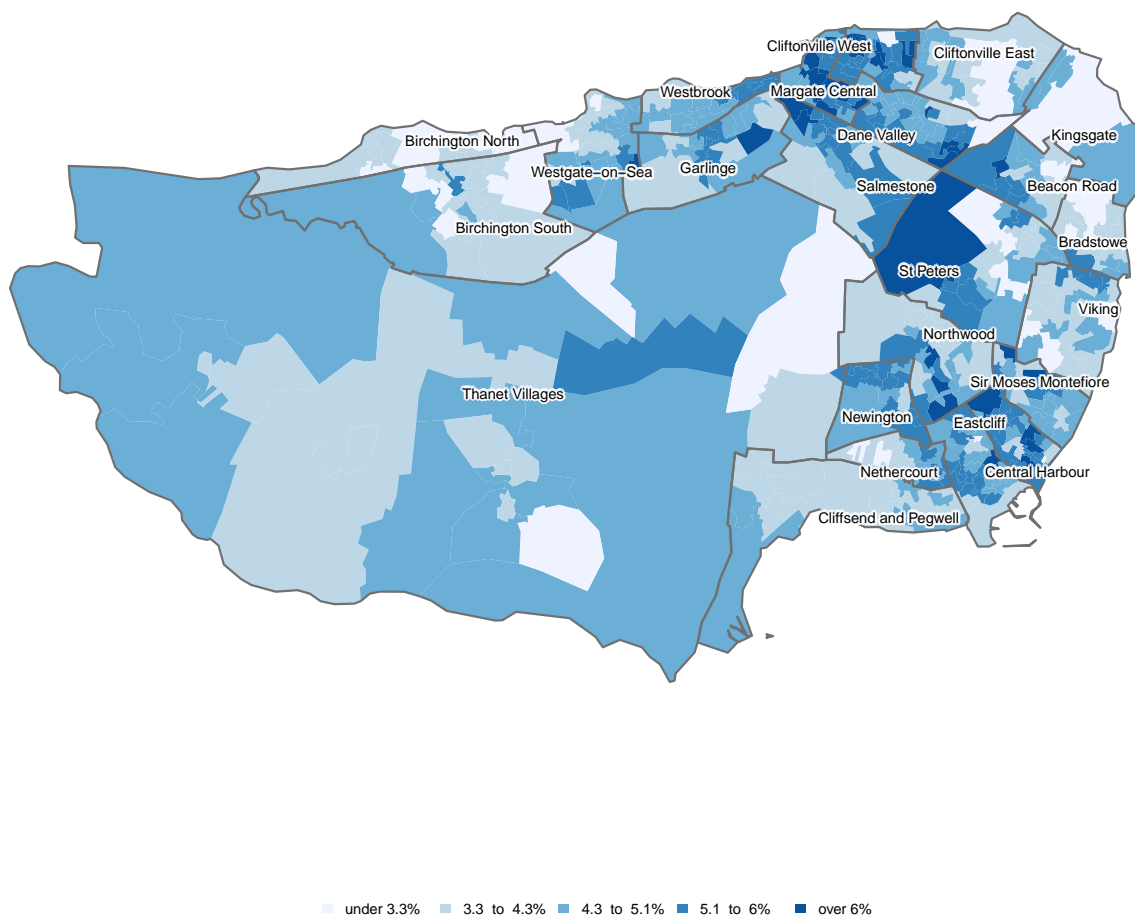 Cliftonville West
Cliftonville East
Westbrook
Margate Central
Birchington North
Dane Valley
Kingsgate
Westgate-on-Sea
Garlinge
Salmestone
Beacon Road
Birchington South
Bradstowe
St Peters
Viking
Northwood
Thanet Villages
Sir Moses Montefiore
Newington
Eastcliff
Nethercourt
Central Harbour
Cliffsend and Pegwell
under 3.3%
3.3 to 4.3%
4.3 to 5.1%
5.1 to 6%
over 6%